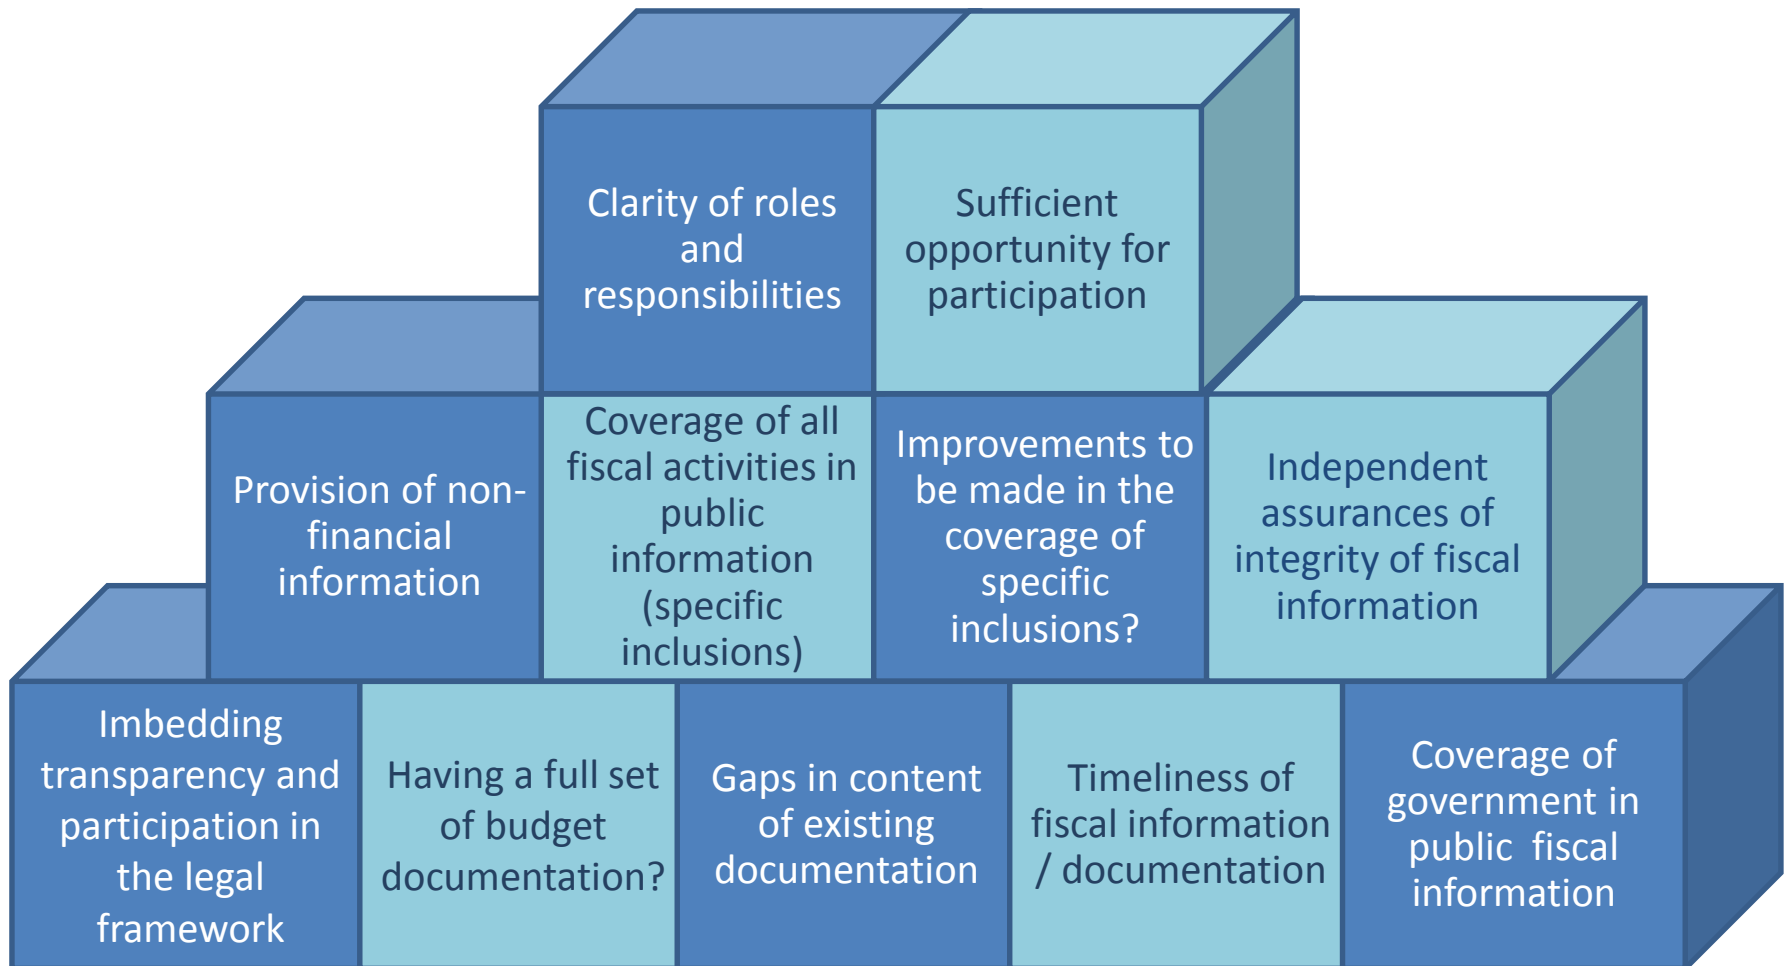 Clarity of roles
and
responsibilities
Sufficient
opportunity for
participation
Provision of non-
financial
information
Coverage of all
fiscal activities in
public
information
(specific
inclusions)
Improvements to
be made in the
coverage of
specific
inclusions?
Independent
assurances of
integrity of fiscal
information
Imbedding
transparency and
participation in
the legal
framework
Having a full set
of budget
documentation?
Gaps in content
of existing
documentation
Timeliness of
fiscal information
/ documentation
Coverage of
government in
public fiscal
information